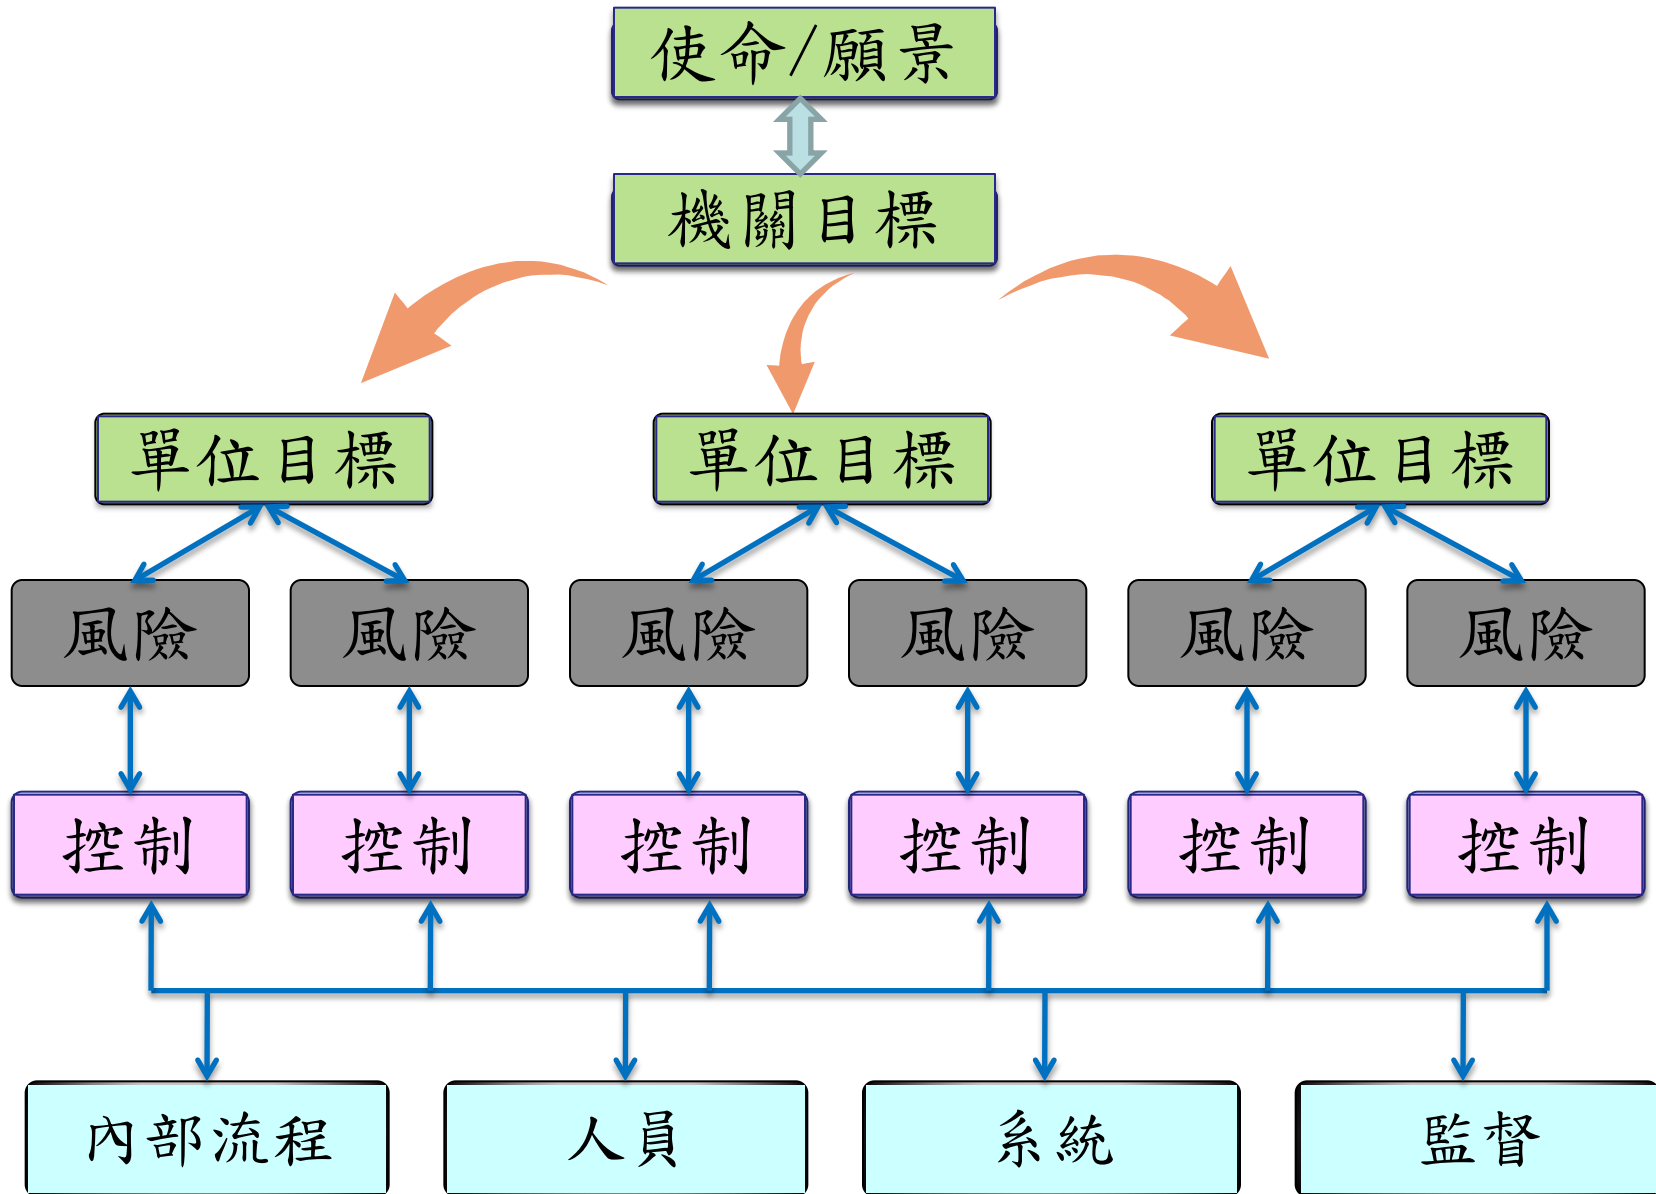 使命/願景
機關目標
單位目標 單位目標 單位目標
風險 風險 風險 風險 風險 風險
控制 控制 控制 控制 控制 控制
內部流程 人員 系統 監督